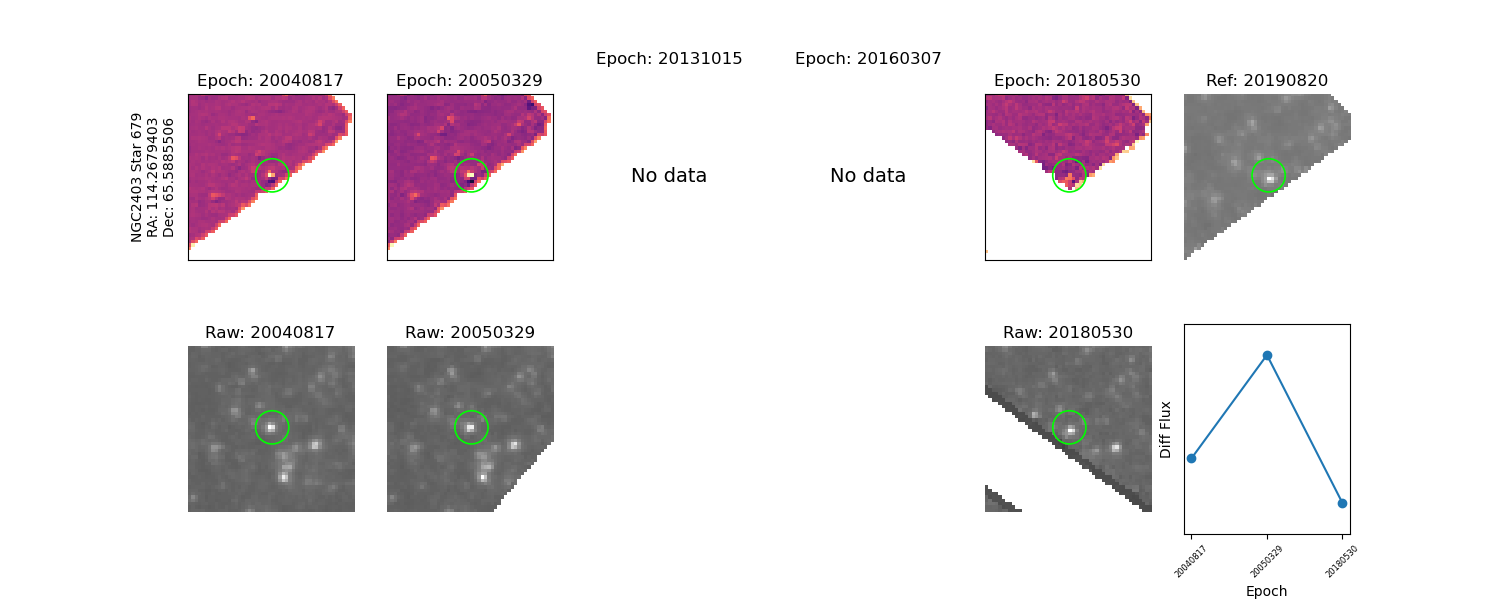 Epoch: 20131015
Epoch: 20160307
Epoch: 20040817
Epoch: 20050329
Epoch: 20180530
Ref: 20190820
NGC2403 Star 679
RA: 114.2679403
Dec: 65.5885506
No data
No data
Raw: 20040817
Raw: 20050329
Raw: 20180530
Diff Flux
20040817
20050329
20180530
Epoch